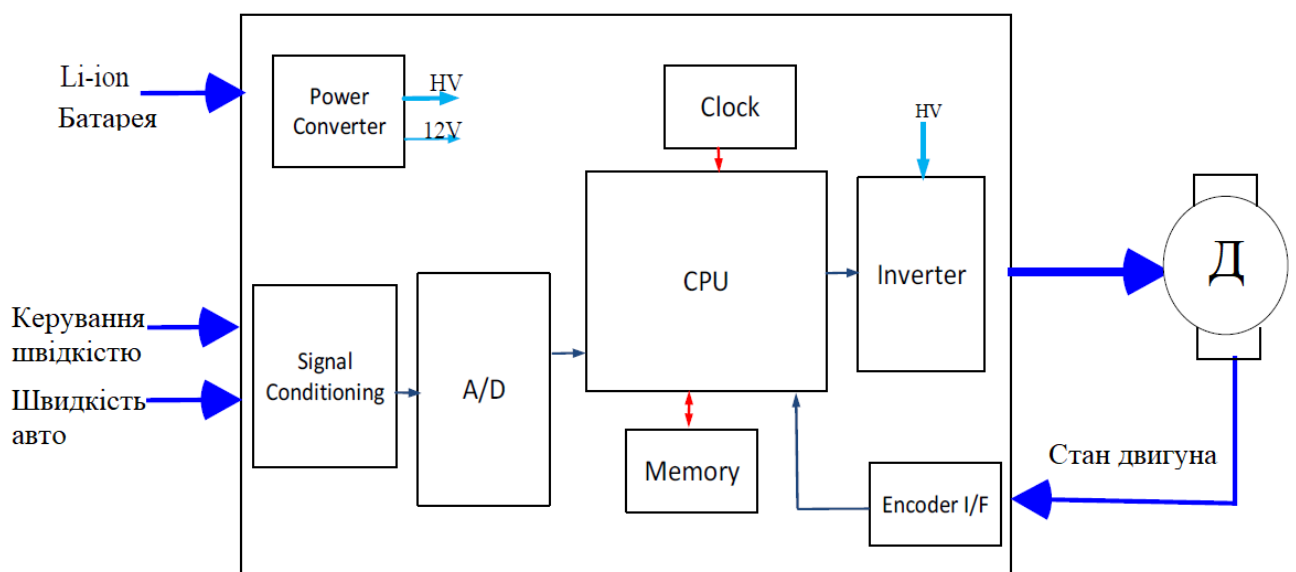 Li-ion
Батарея
Power
Converter
HV
12V
Clock
HV
CPU
Inverter
Д
Керування
швідкістю
Швидкість
авто
Signal
Conditioning
A/D
Memory
Encoder I/F
Стан двигуна